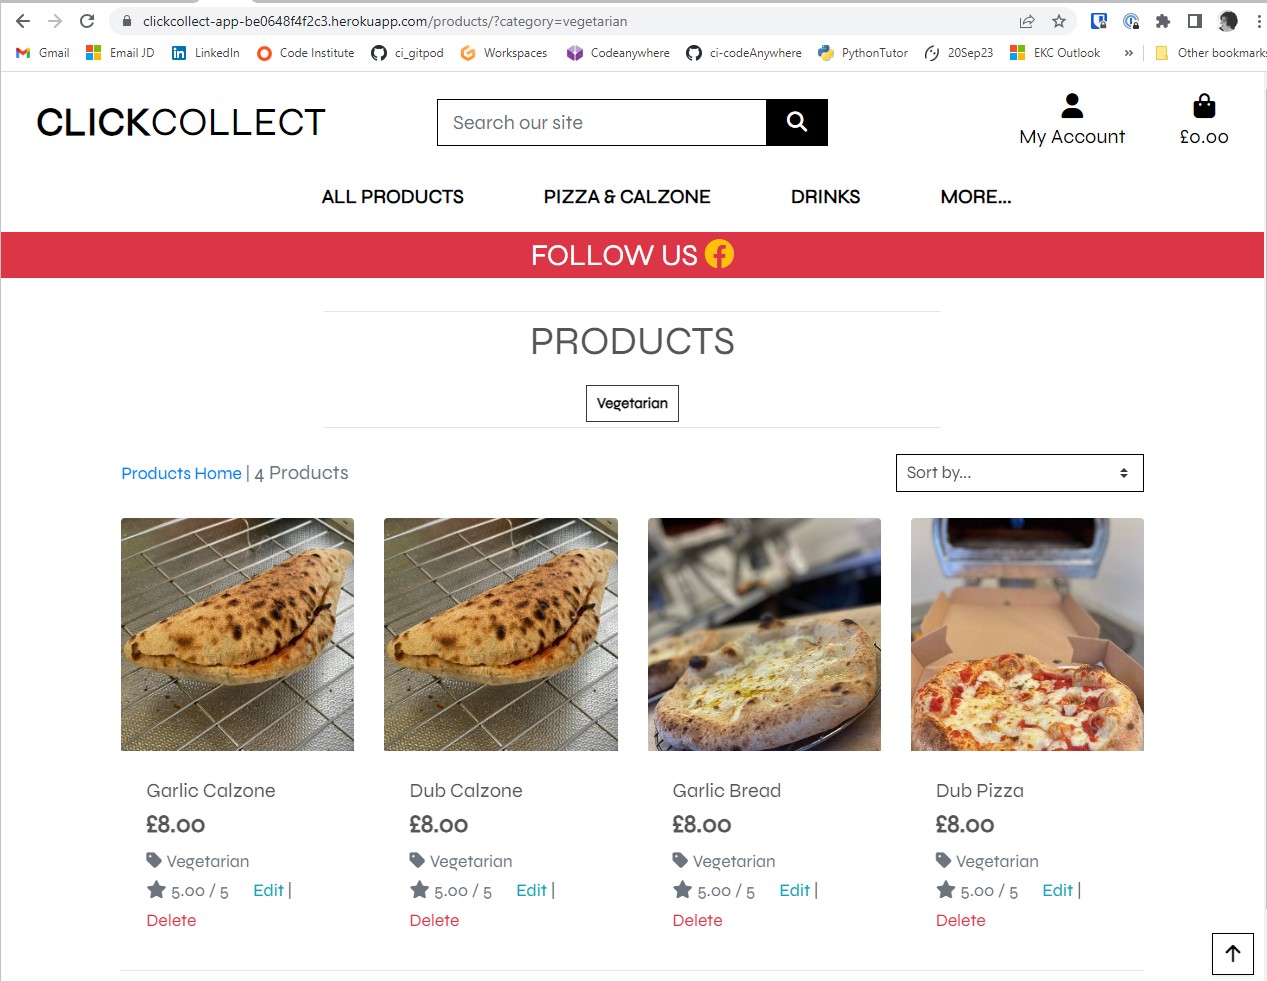 clickcollect-app-be0648f4f2c3.herokuapp.com/products/?category=vegetarian
Gmail Email JD LinkedIn Code Institute ci_gitpod Workspaces Codeanywhere ci-codeAnywhere PythonTutor 20Sep23 EKC Outlook » Other bookmarks
CLICKCOLLECT
Search our site
My Account
£0.00
ALL PRODUCTS PIZZA & CALZONE DRINKS MORE...
FOLLOW US
PRODUCTS
Vegetarian
Products Home | 4 Products
Sort by...
Garlic Calzone
£8.00
Vegetarian
5.00 / 5 Edit |
Delete
Dub Calzone
£8.00
Vegetarian
5.00 / 5 Edit |
Delete
Garlic Bread
£8.00
Vegetarian
5.00 / 5 Edit |
Delete
Dub Pizza
£8.00
Vegetarian
5.00 / 5 Edit |
Delete